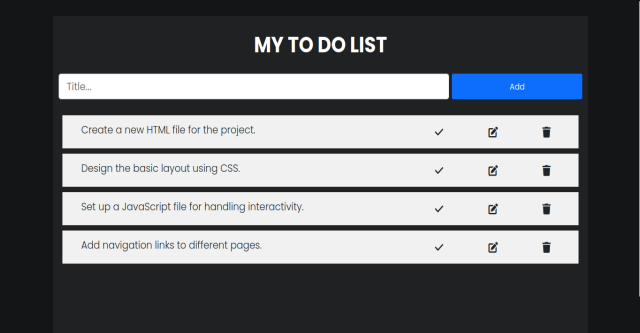 MY TO DO LIST
Title...
Add
Create a new HTML file for the project.
Design the basic layout using CSS.
Set up a JavaScript file for handling interactivity.
Add navigation links to different pages.